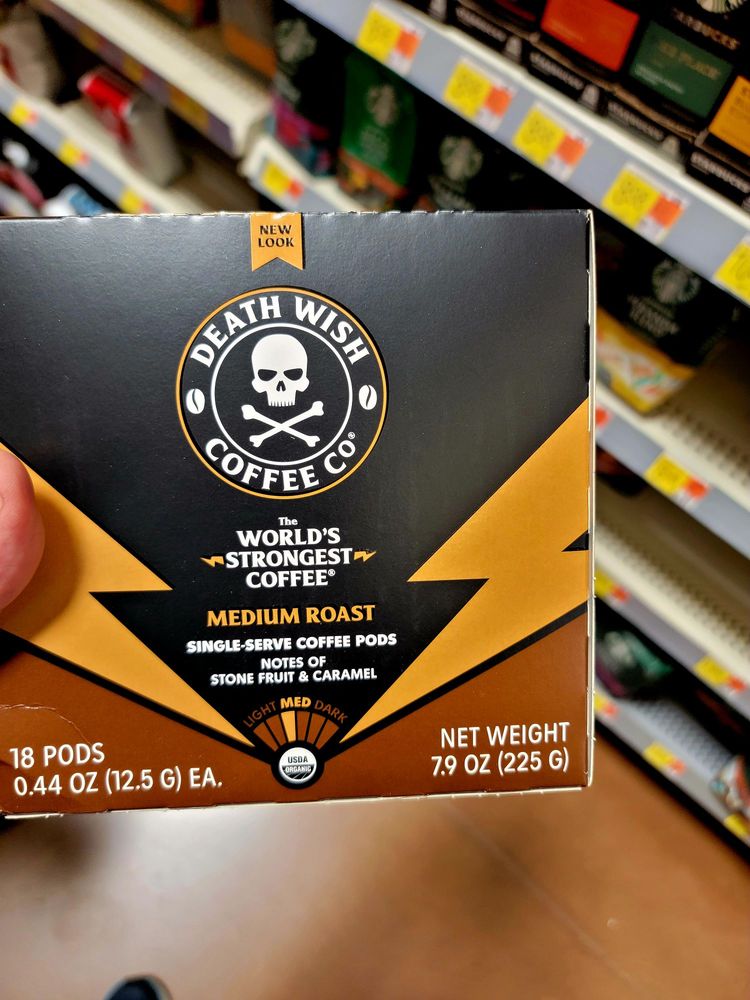 NEW
LOOK
DEATH WISH
COFFEE CO®
The
WORLD'S
STRONGEST
COFFEE®
MEDIUM ROAST
SINGLE-SERVE COFFEE PODS
NOTES OF
STONE FRUIT & CARAMEL
LIGHT MED DARK
USDA
ORGANIC
18 PODS
0.44 OZ (12.5 G) EA.
NET WEIGHT
7.9 OZ (225 G)
STARBUCKS